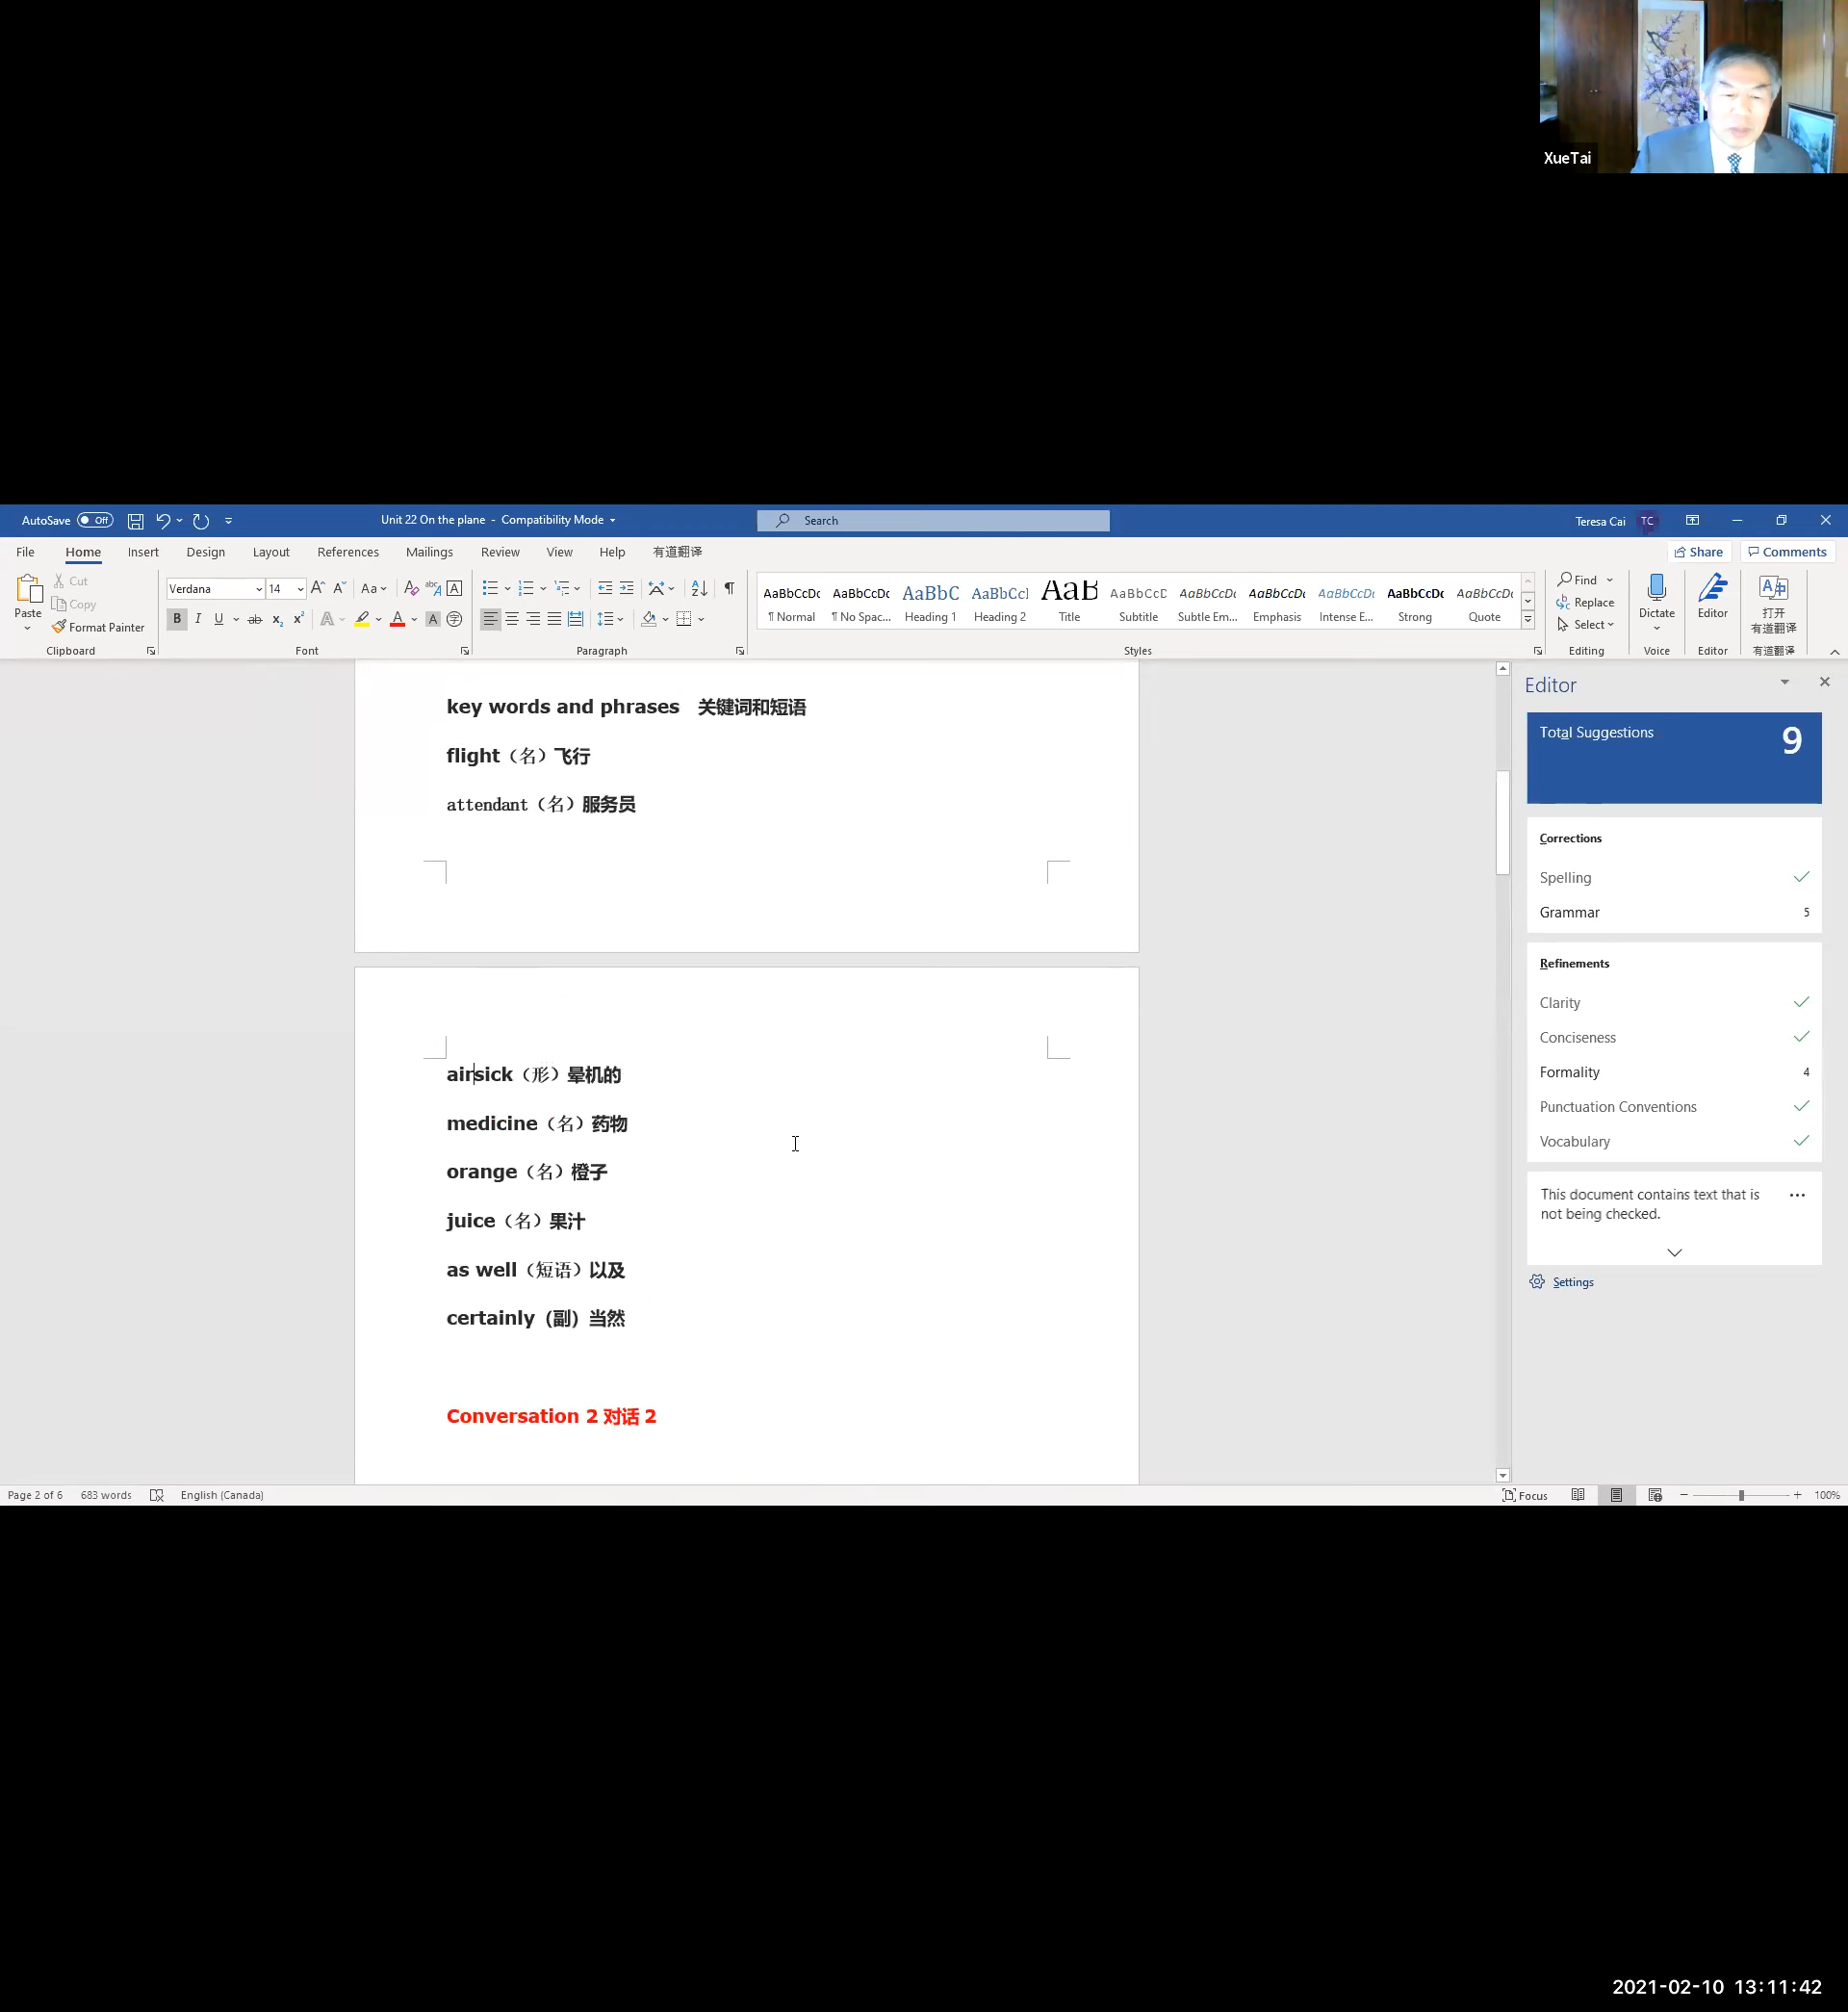 XueTai
AutoSave Off
Unit 22 On the plane - Compatibility Mode
Search
Teresa Cai TC
File Home Insert Design Layout References Mailings Review View Help 有道翻译
Share Comments
Paste
Cut
Copy
Format Painter
Clipboard
Verdana 14
Font
Paragraph
AaBbCcDc AaBbCcDc AaBbC AaBbCcl AaB AaBbCcD AaBbCcDc AaBbCcDc AaBbCcDc AaBbCcDc AaBbCcDc
¶ Normal ¶ No Spac... Heading 1 Heading 2 Title Subtitle Subtle Em... Emphasis Intense E... Strong Quote
Styles
Find
Replace
Select
Editing
Dictate
Voice
Editor
Editor
打开
有道翻译
有道翻译
key words and phrases 关键词和短语
flight（名）飞行
attendant（名）服务员
airsick（形）晕机的
medicine（名）药物
orange（名）橙子
juice（名）果汁
as well（短语）以及
certainly (副) 当然
Conversation 2 对话 2
Editor
Total Suggestions 9
Corrections
Spelling
Grammar 5
Refinements
Clarity
Conciseness
Formality 4
Punctuation Conventions
Vocabulary
This document contains text that is
not being checked.
Settings
Page 2 of 6 683 words English (Canada)
Focus 100%
2021-02-10 13:11:42